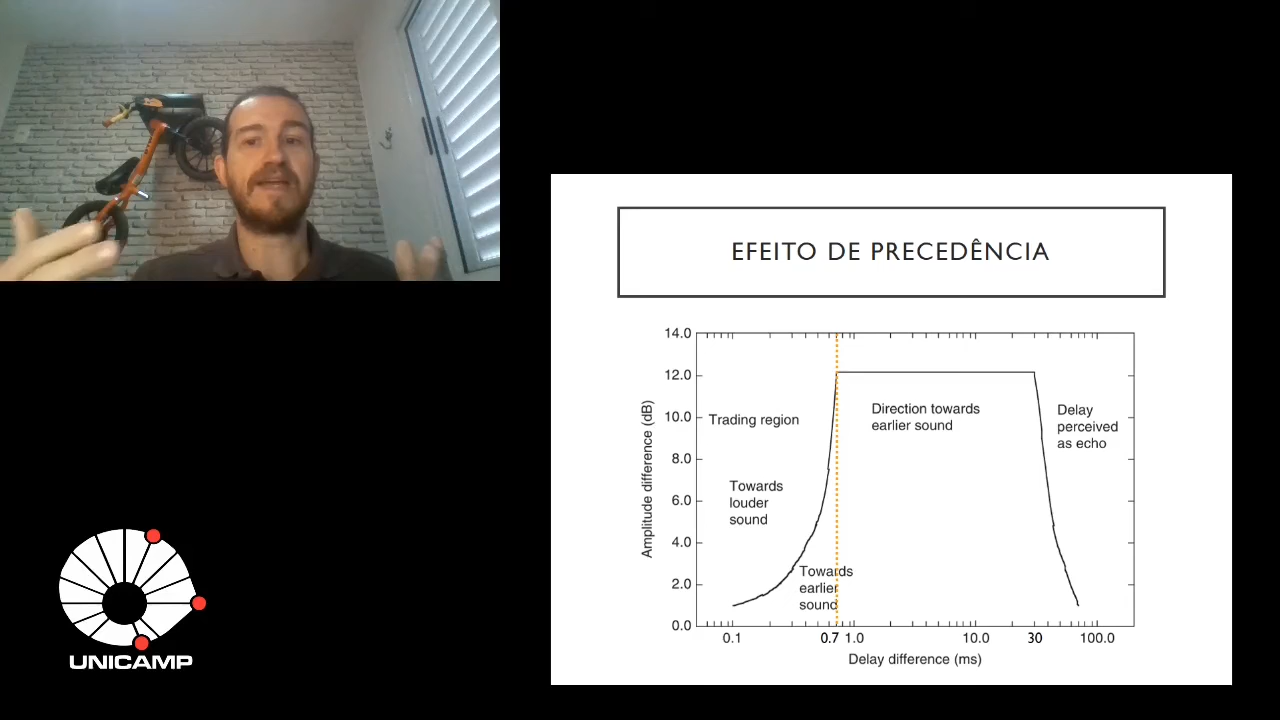 EFEITO DE PRECEDÊNCIA
14.0
12.0
10.0
8.0
6.0
4.0
2.0
0.0
Amplitude difference (dB)
Trading region
Towards
louder
sound
Towards
earlier
sound
Direction towards
earlier sound
Delay
perceived
as echo
0.1
0.7
1.0
10.0
30
100.0
Delay difference (ms)
UNICAMP